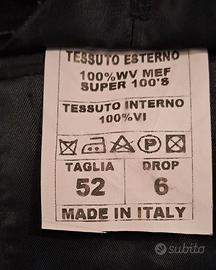 TESSUTO ESTERNO
100%WV MEF
SUPER 100'S
TESSUTO INTERNO
100%VI
P
TAGLIA DROP
52 6
MADE IN ITALY
subito